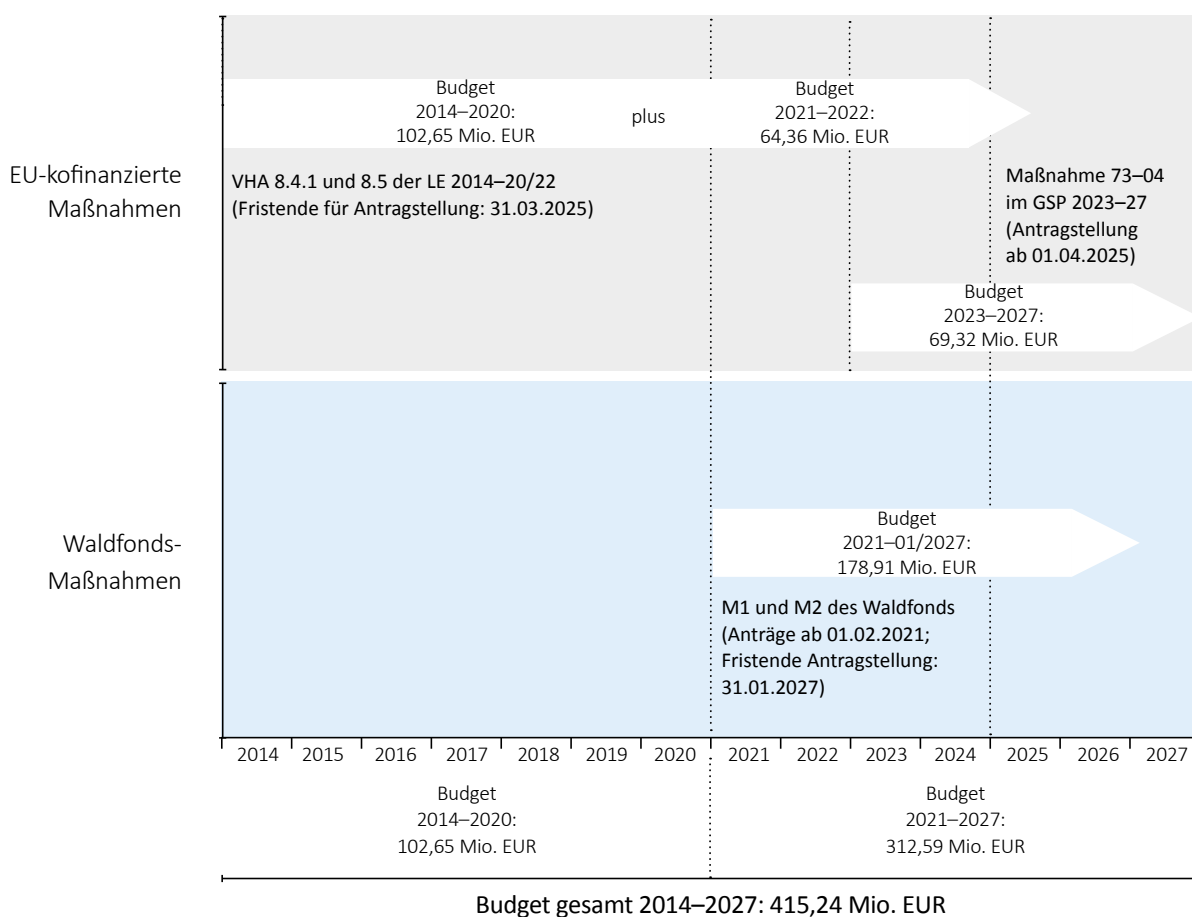 Budget
2014–2020:
102,65 Mio. EUR
plus
Budget
2021–2022:
64,36 Mio. EUR
EU-kofinanzierte
Maßnahmen
VHA 8.4.1 und 8.5 der LE 2014–20/22
(Fristende für Antragstellung: 31.03.2025)
Maßnahme 73–04
im GSP 2023–27
(Antragstellung
ab 01.04.2025)
Budget
2023–2027:
69,32 Mio. EUR
Waldfonds-
Maßnahmen
Budget
2021–01/2027:
178,91 Mio. EUR
M1 und M2 des Waldfonds
(Anträge ab 01.02.2021;
Fristende Antragstellung:
31.01.2027)
2014 2015 2016 2017 2018 2019 2020 2021 2022 2023 2024 2025 2026 2027
Budget
2014–2020:
102,65 Mio. EUR
Budget
2021–2027:
312,59 Mio. EUR
Budget gesamt 2014–2027: 415,24 Mio. EUR